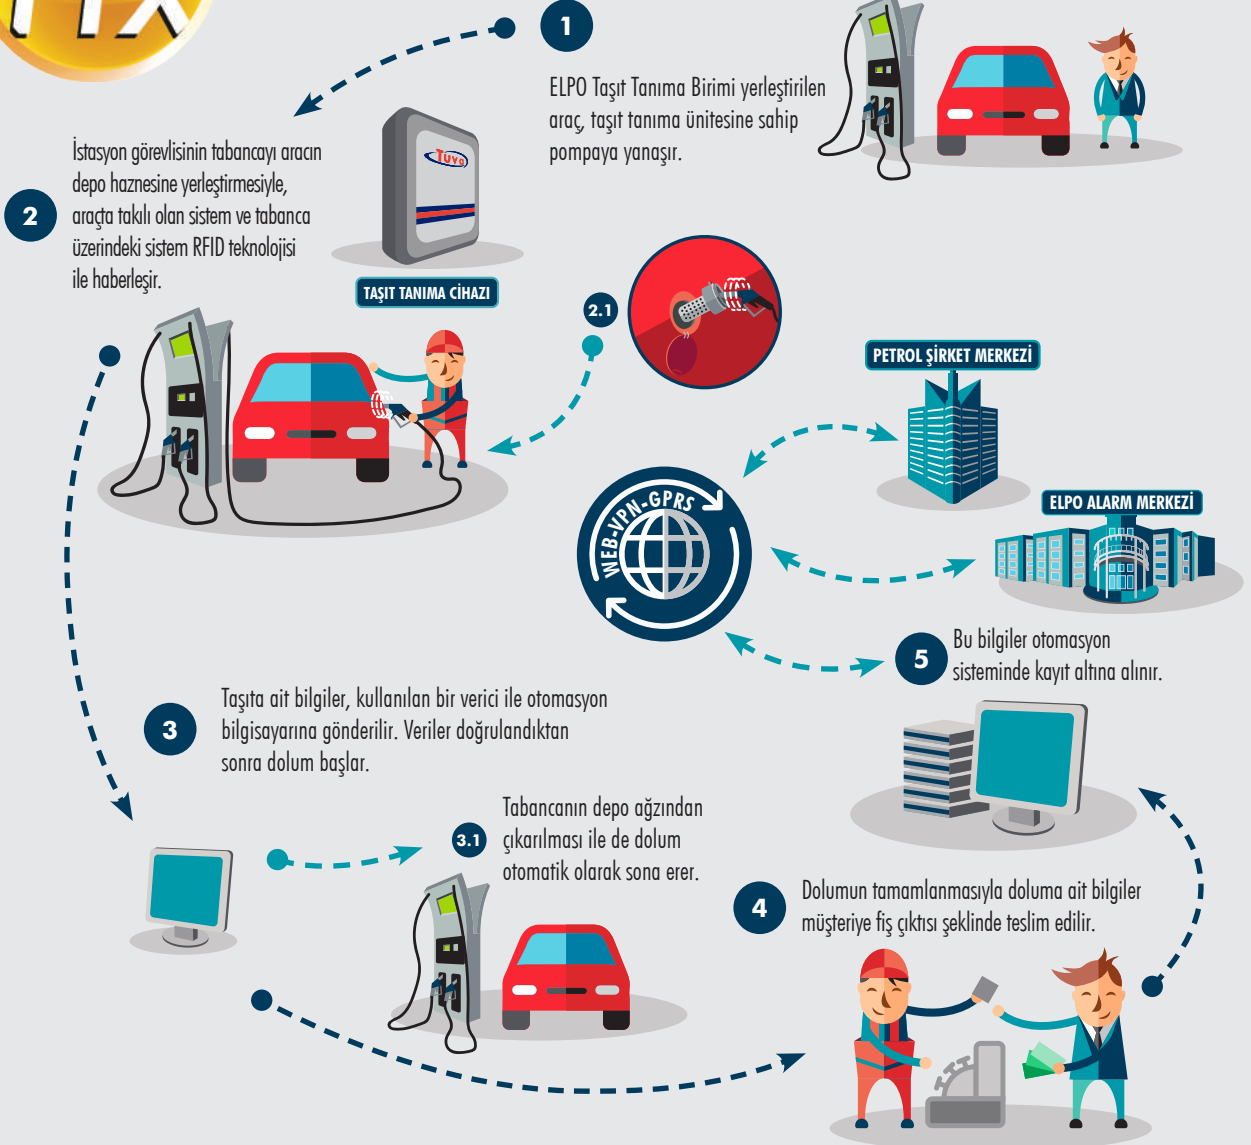 1
ELPO Taşıt Tanıma Birimi yerleştirilen
araç, taşıt tanıma ünitesine sahip
pompaya yanaşır.
2
İstasyon görevlisinin tabancayı aracın
depo haznesine yerleştirmesiyle,
araçta takılı olan sistem ve tabanca
üzerindeki sistem RFID teknolojisi
ile haberleşir.
Tuva
TAŞIT TANIMA CİHAZI
2.1
PETROL ŞİRKET MERKEZİ
ELPO ALARM MERKEZİ
WEB-VPN-GPRS
3
Taşıta ait bilgiler, kullanılan bir verici ile otomasyon
bilgisayarına gönderilir. Veriler doğrulandıktan
sonra dolum başlar.
3.1
Tabancanın depo ağzından
çıkarılması ile de dolum
otomatik olarak sona erer.
4
Dolumun tamamlanmasıyla doluma ait bilgiler
müşteriye fiş çıktısı şeklinde teslim edilir.
5
Bu bilgiler otomasyon
sisteminde kayıt altına alınır.